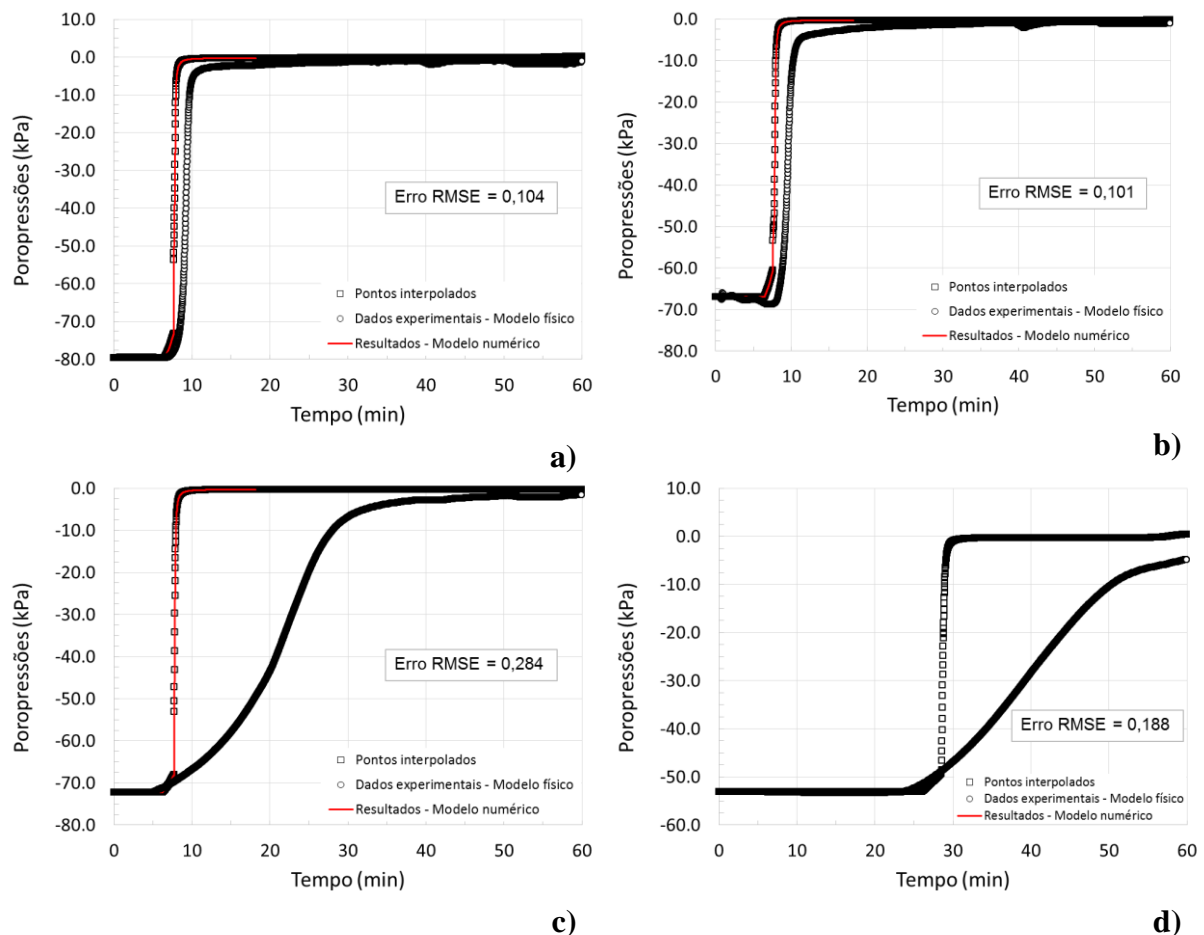 10.0
0.0
-10.0
-20.0
-30.0
-40.0
-50.0
-60.0
-70.0
-80.0
Poropressões (kPa)
Erro RMSE = 0,104
Pontos interpolados
Dados experimentais - Modelo físico
Resultados - Modelo numérico
0 10 20 30 40 50 60
Tempo (min)
a)
0.0
-10.0
-20.0
-30.0
-40.0
-50.0
-60.0
-70.0
-80.0
Poropressões (kPa)
Erro RMSE = 0,101
Pontos interpolados
Dados experimentais - Modelo físico
Resultados - Modelo numérico
0 10 20 30 40 50 60
Tempo (min)
b)
0.0
-10.0
-20.0
-30.0
-40.0
-50.0
-60.0
-70.0
-80.0
Poropressões (kPa)
Erro RMSE = 0,284
Pontos interpolados
Dados experimentais - Modelo físico
Resultados - Modelo numérico
0 10 20 30 40 50 60
Tempo (min)
c)
10.0
0.0
-10.0
-20.0
-30.0
-40.0
-50.0
-60.0
Poropressões (kPa)
Erro RMSE = 0,188
Pontos interpolados
Dados experimentais - Modelo físico
Resultados - Modelo numérico
0 10 20 30 40 50 60
Tempo (min)
d)